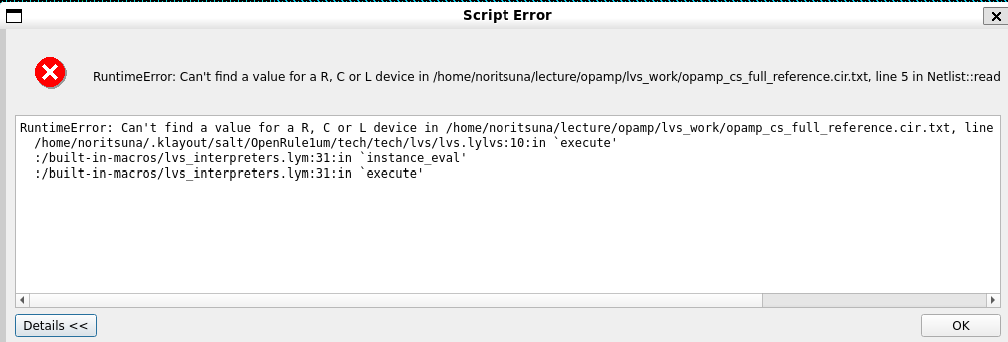 Script Error
RuntimeError: Can't find a value for a R, C or L device in /home/noritsuna/lecture/opamp/lvs_work/opamp_cs_full_reference.cir.txt, line 5 in Netlist::read
RuntimeError: Can't find a value for a R, C or L device in /home/noritsuna/lecture/opamp/lvs_work/opamp_cs_full_reference.cir.txt, line
/home/noritsuna/.klayout/salt/OpenRule1um/tech/tech/lvs/lvs.lylvs:10:in `execute'
:/built-in-macros/lvs_interpreters.lym:31:in `instance_eval'
:/built-in-macros/lvs_interpreters.lym:31:in `execute'
Details <<
OK